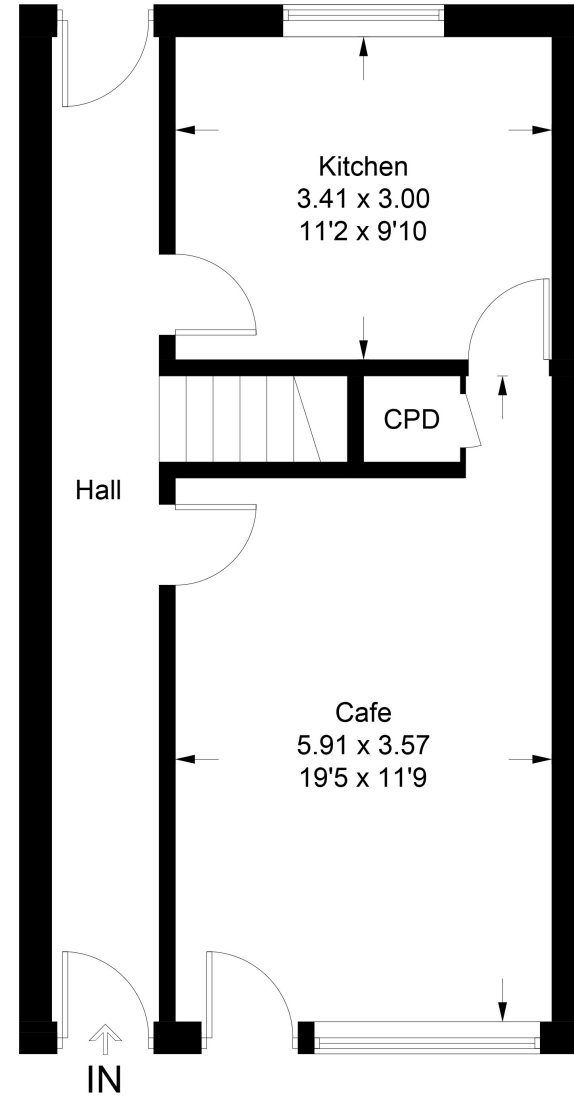 Kitchen
3.41 x 3.00
11'2 x 9'10
CPD
Hall
Cafe
5.91 x 3.57
19'5 x 11'9
IN